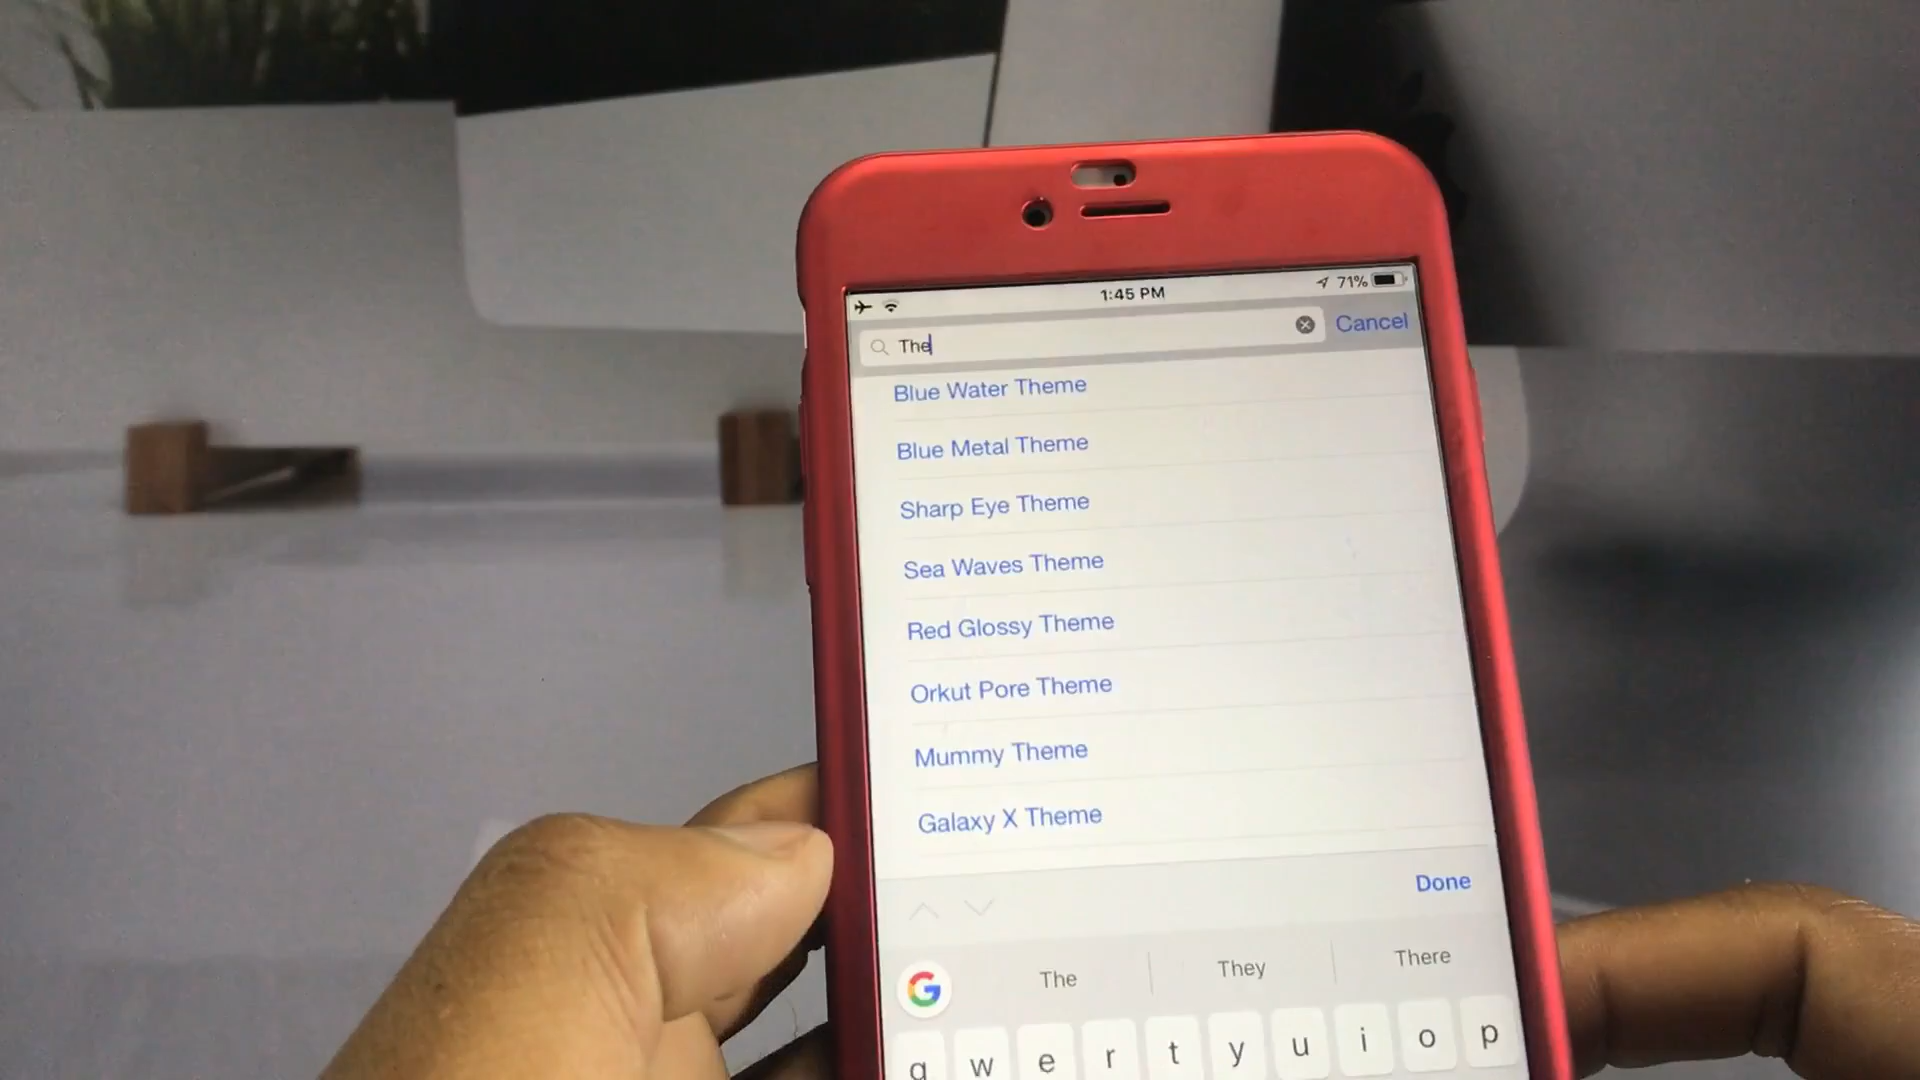 1:45 PM
71%
The
Cancel
Blue Water Theme
Blue Metal Theme
Sharp Eye Theme
Sea Waves Theme
Red Glossy Theme
Orkut Pore Theme
Mummy Theme
Galaxy X Theme
Done
G The They There
q w e r t y u i o p